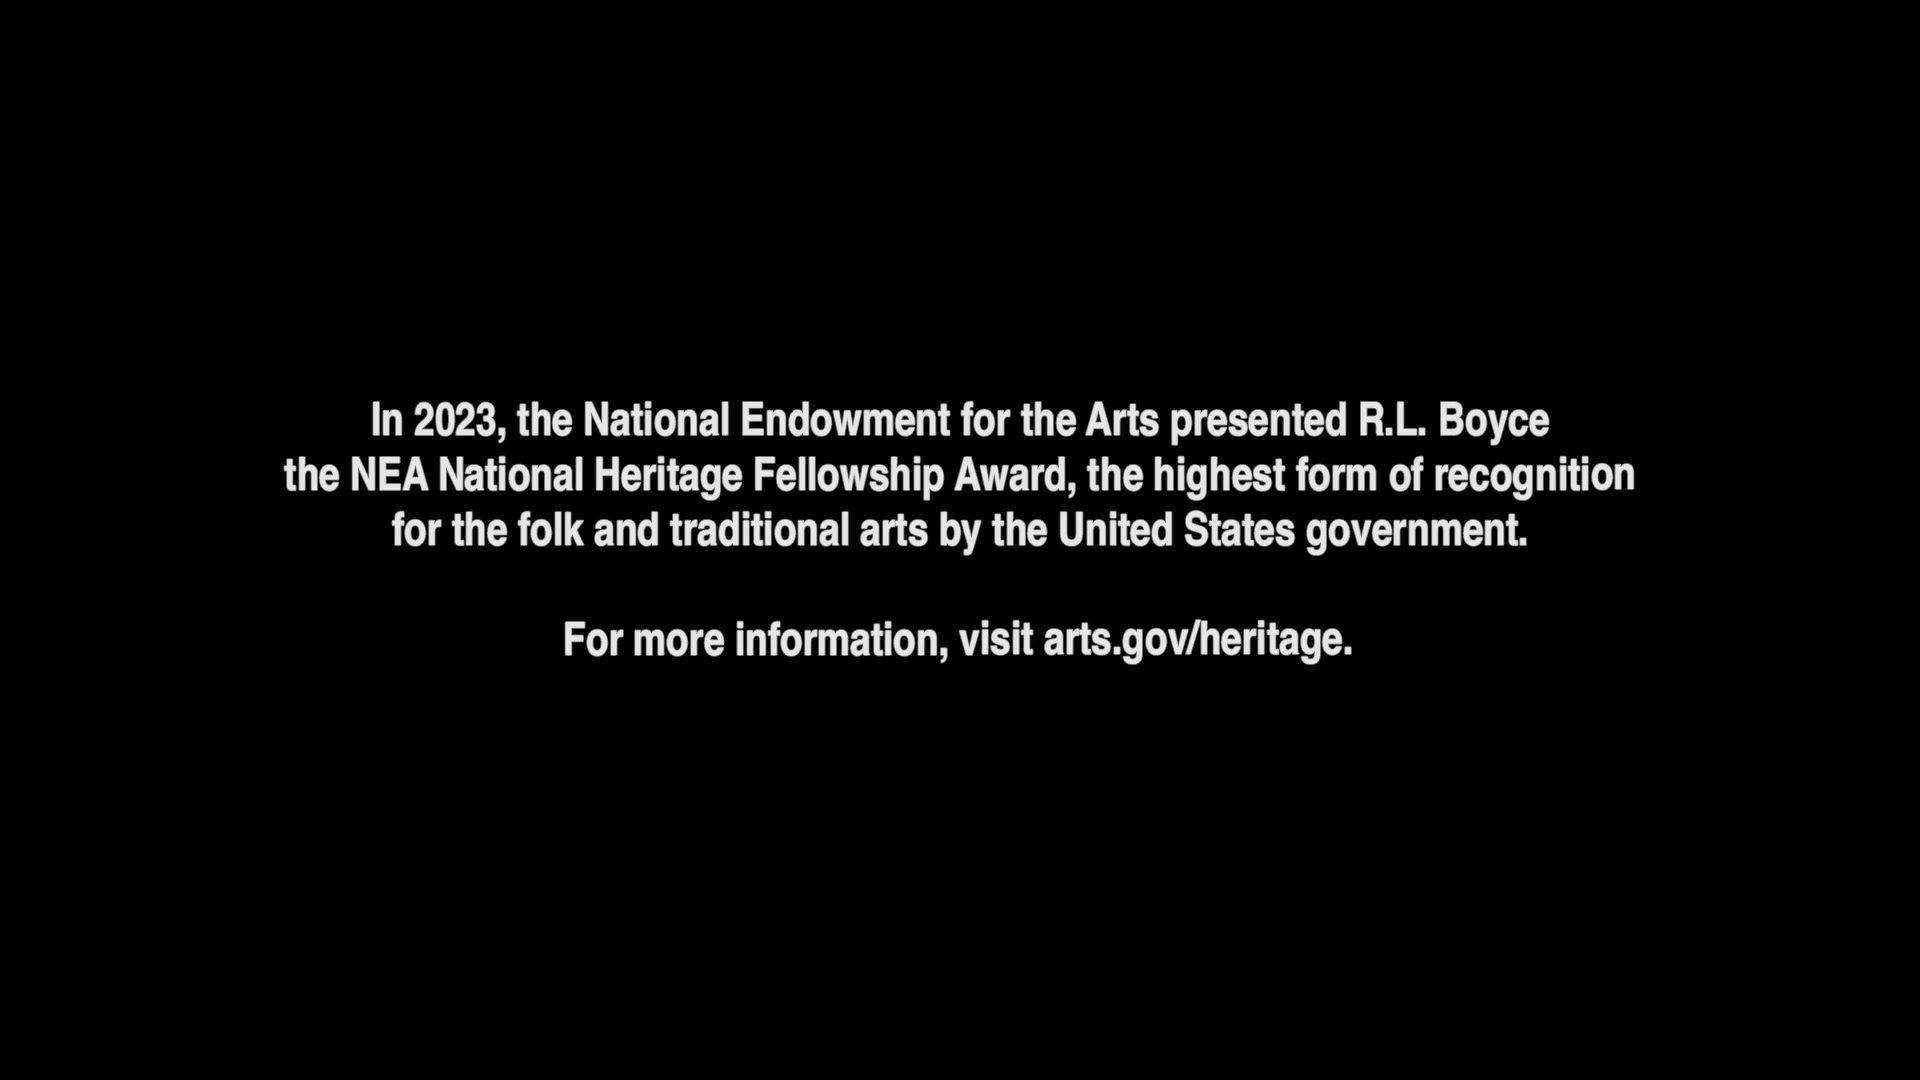 In 2023, the National Endowment for the Arts presented R.L. Boyce
the NEA National Heritage Fellowship Award, the highest form of recognition
for the folk and traditional arts by the United States government.
For more information, visit arts.gov/heritage.